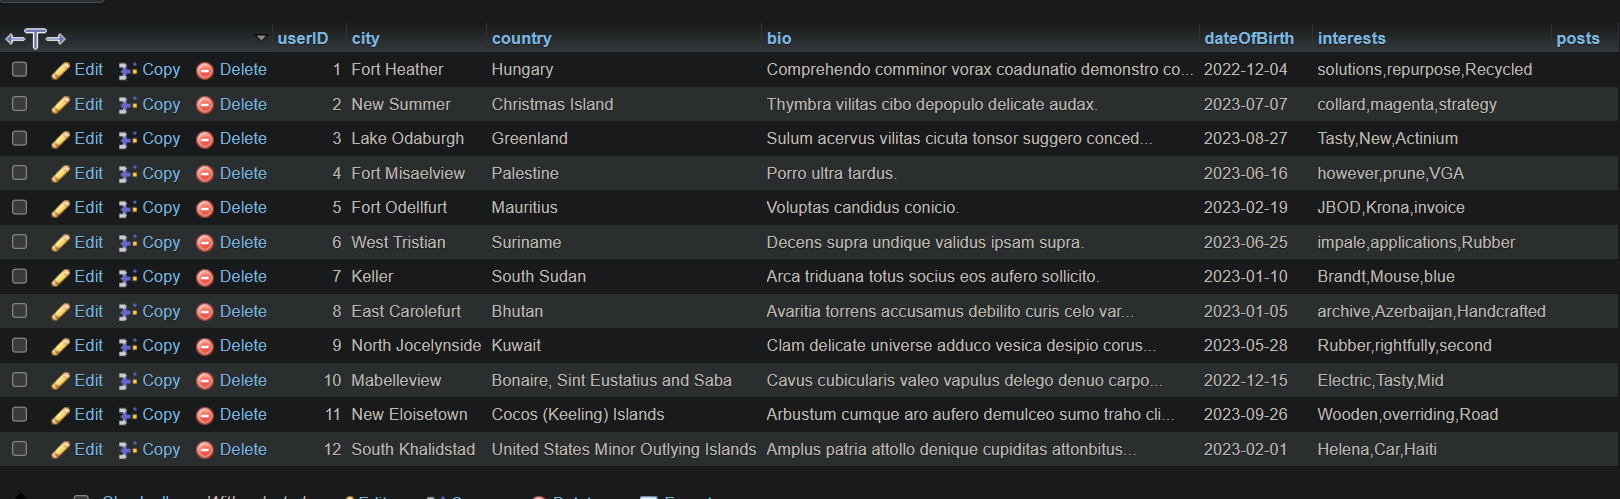 userID city country bio dateOfBirth interests posts
Edit Copy Delete 1 Fort Heather Hungary Comprehendo comminor vorax coadunatio demonstro co... 2022-12-04 solutions,repurpose,Recycled
Edit Copy Delete 2 New Summer Christmas Island Thymbra vilitas cibo depopulo delicate audax. 2023-07-07 collard,magenta,strategy
Edit Copy Delete 3 Lake Odaburgh Greenland Sulum acervus vilitas cicuta tonsor suggero conced... 2023-08-27 Tasty,New,Actinium
Edit Copy Delete 4 Fort Misaelview Palestine Porro ultra tardus. 2023-06-16 however,prune,VGA
Edit Copy Delete 5 Fort Odellfurt Mauritius Voluptas candidus conicio. 2023-02-19 JBOD,Krona,invoice
Edit Copy Delete 6 West Tristian Suriname Decens supra undique validus ipsam supra. 2023-06-25 impale,applications,Rubber
Edit Copy Delete 7 Keller South Sudan Arca triduana totus socius eos aufero sollicito. 2023-01-10 Brandt,Mouse,blue
Edit Copy Delete 8 East Carolefurt Bhutan Avaritia torrens accusamus debilito curis celo var... 2023-01-05 archive,Azerbaijan,Handcrafted
Edit Copy Delete 9 North Jocelynside Kuwait Clam delicate universe adduco vesica desipio corus... 2023-05-28 Rubber,rightfully,second
Edit Copy Delete 10 Mabelleview Bonaire, Sint Eustatius and Saba Cavus cubicularis valeo vapulus delego denuo carpo... 2022-12-15 Electric,Tasty,Mid
Edit Copy Delete 11 New Eloisetown Cocos (Keeling) Islands Arbustum cumque aro aufero demulceo sumo traho cli... 2023-09-26 Wooden,overriding,Road
Edit Copy Delete 12 South Khalidstad United States Minor Outlying Islands Amplus patria attollo denique cupiditas attonbitus... 2023-02-01 Helena,Car,Haiti